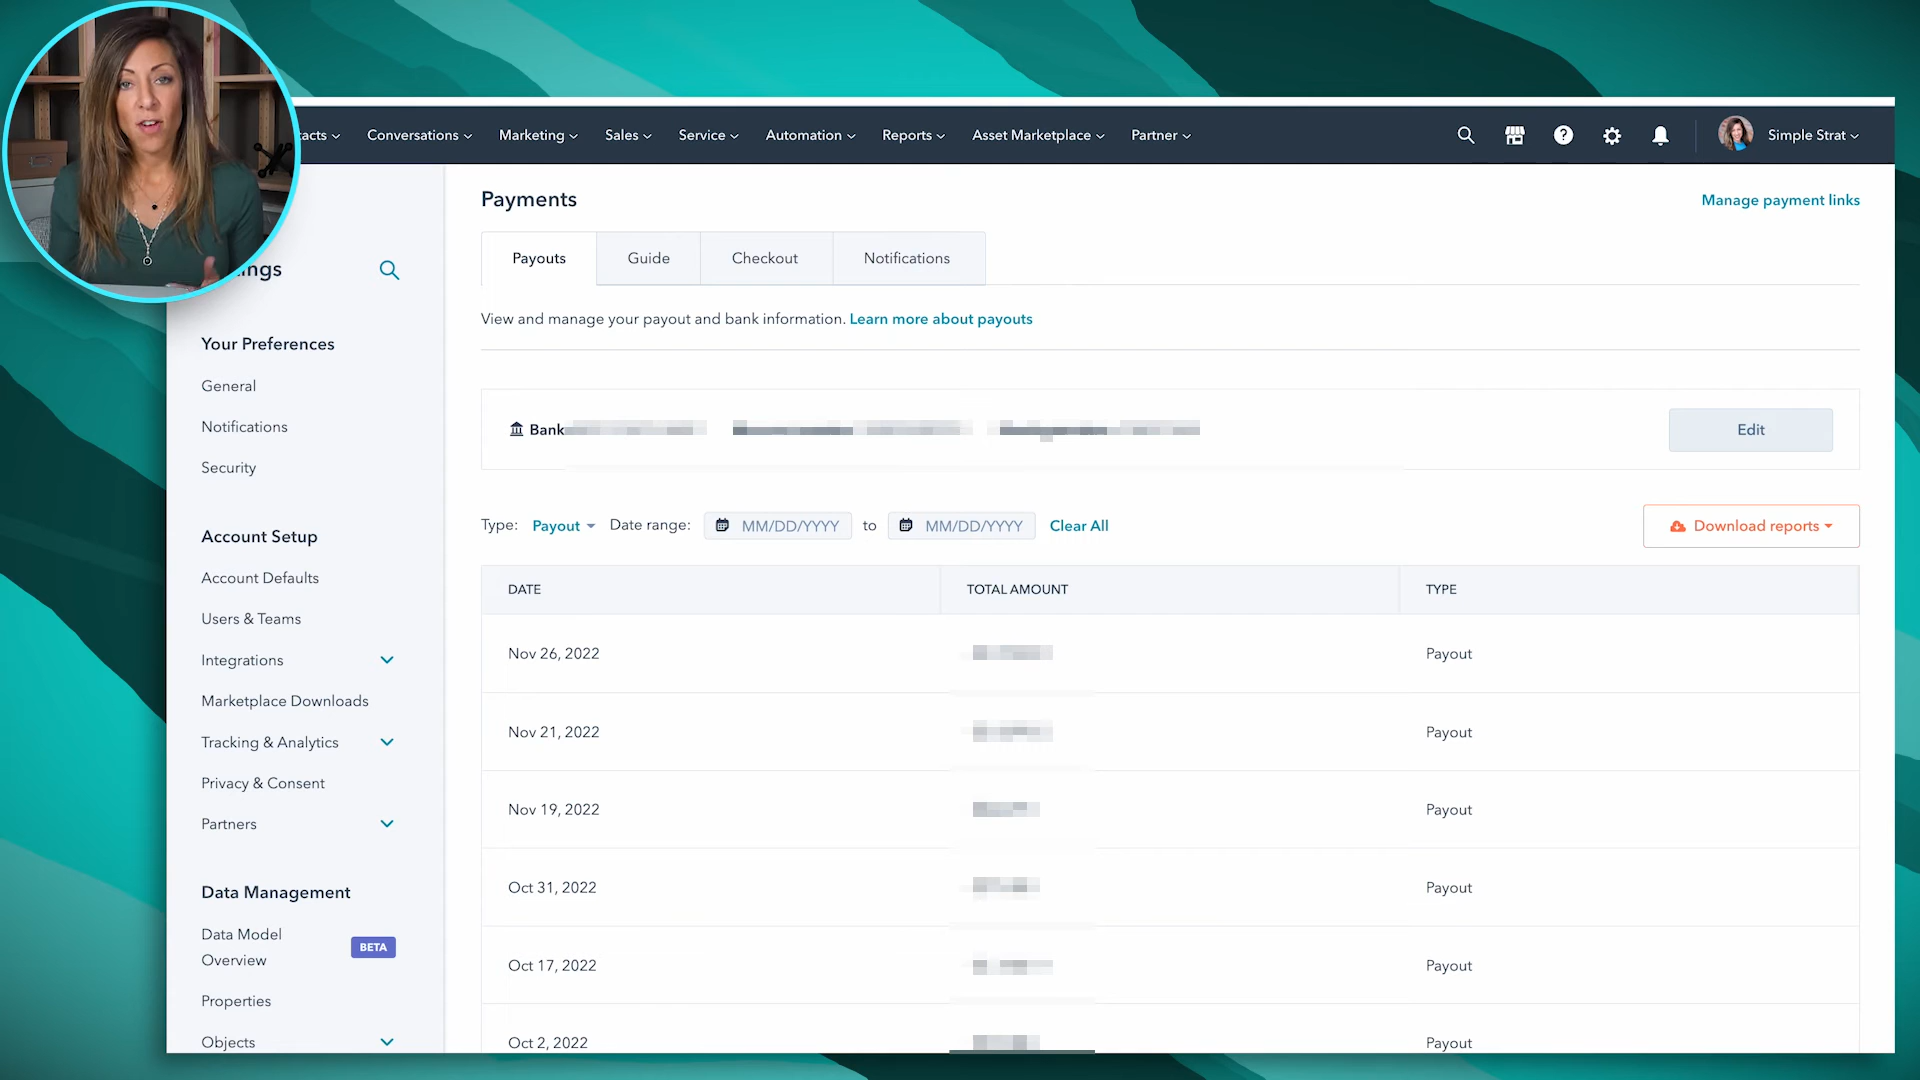 tacts Conversations Marketing Sales Service Automation Reports Asset Marketplace Partner Simple Strat
ings
Your Preferences
General
Notifications
Security
Account Setup
Account Defaults
Users & Teams
Integrations
Marketplace Downloads
Tracking & Analytics
Privacy & Consent
Partners
Data Management
Data Model
Overview
BETA
Properties
Objects
Payments
Manage payment links
Payouts Guide Checkout Notifications
View and manage your payout and bank information. Learn more about payouts
Bank
Edit
Type: Payout Date range: MM/DD/YYYY to MM/DD/YYYY Clear All
Download reports
DATE TOTAL AMOUNT TYPE
Nov 26, 2022 Payout
Nov 21, 2022 Payout
Nov 19, 2022 Payout
Oct 31, 2022 Payout
Oct 17, 2022 Payout
Oct 2, 2022 Payout